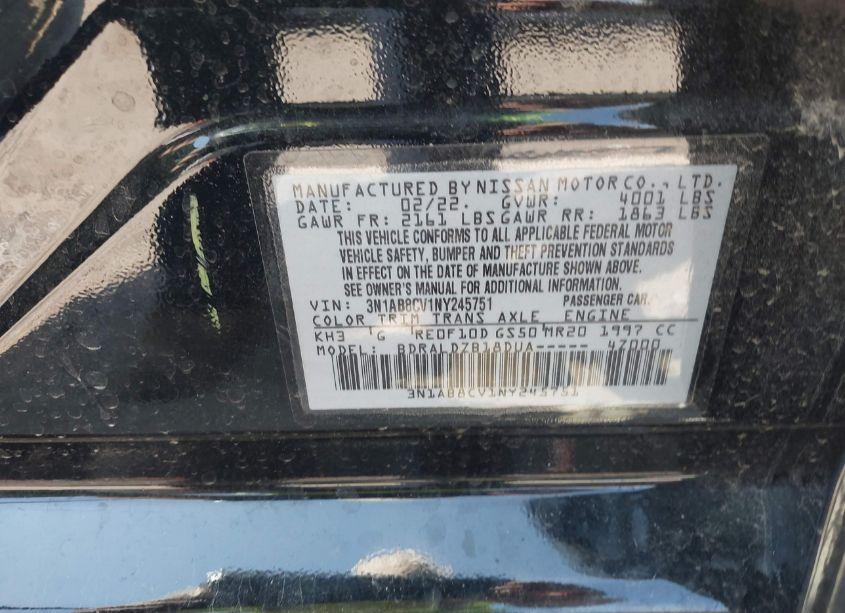 MANUFACTURED BY NISSAN MOTOR CO., LTD.
DATE: 02/22. GVWR: 4001 LBS
GAWR FR: 2161 LBS GAWR RR: 1863 LBS
THIS VEHICLE CONFORMS TO ALL APPLICABLE FEDERAL MOTOR
VEHICLE SAFETY, BUMPER AND THEFT PREVENTION STANDARDS
IN EFFECT ON THE DATE OF MANUFACTURE SHOWN ABOVE.
SEE OWNER'S MANUAL FOR ADDITIONAL INFORMATION.
VIN: 3N1AB8CV1NY245751 PASSENGER CAR
COLOR TRIM TRANS AXLE ENGINE
KH3 G RE0F10D GS50 MR20 1997 CC
MODEL: BDRALDZB18DUA----- 4Z000
3N1AB8CV1NY245751